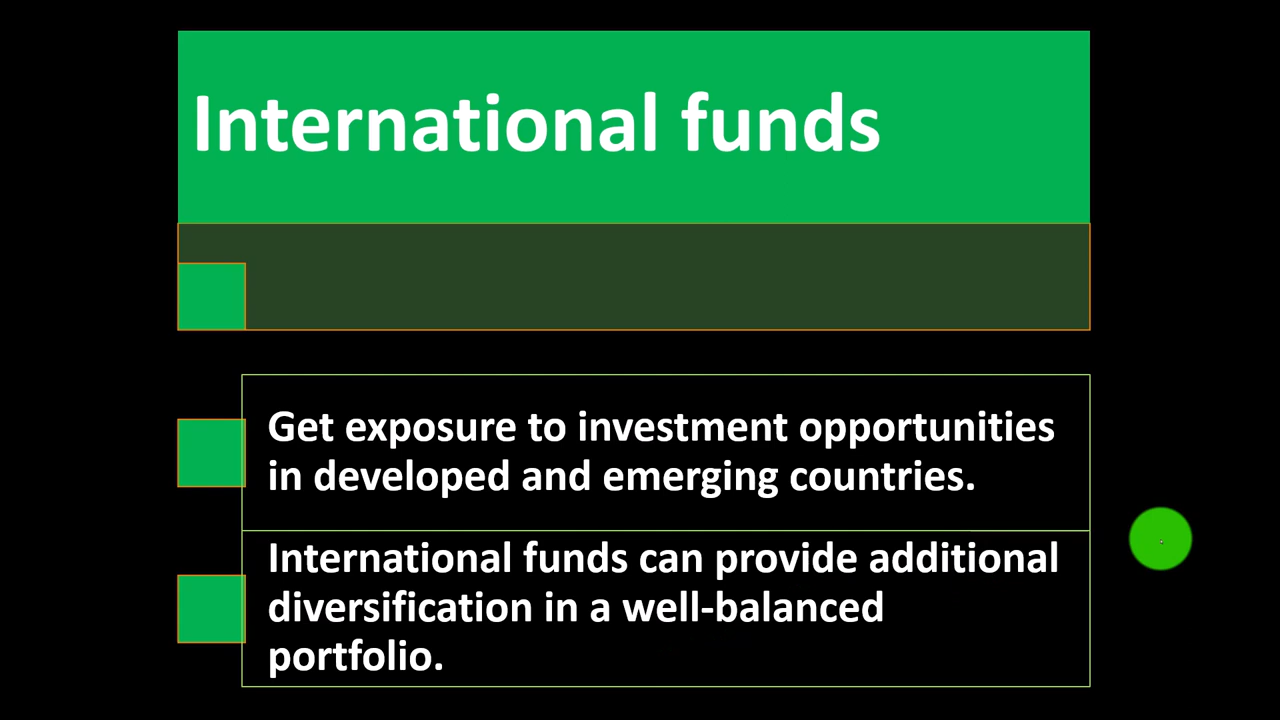 International funds
Get exposure to investment opportunities
in developed and emerging countries.
International funds can provide additional
diversification in a well-balanced
portfolio.